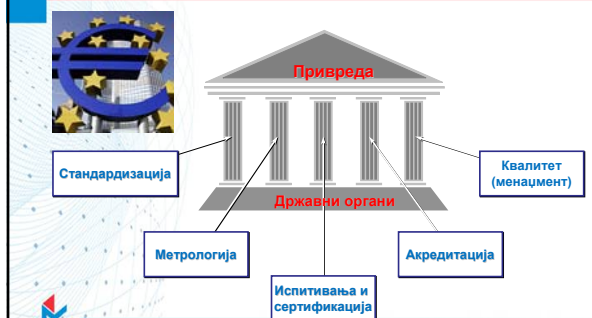 Привреда
Стандардизација
Квалитет
(менаџмент)
Државни органи
Метрологија
Акредитација
Испитивања и
сертификација